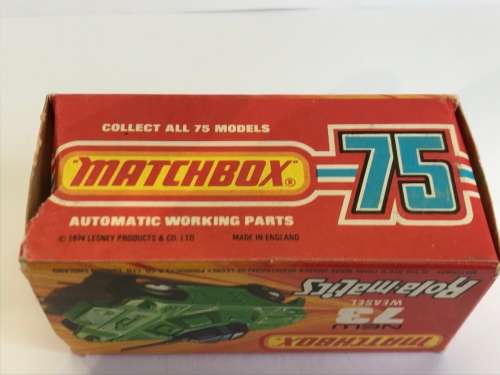 COLLECT ALL 75 MODELS
"MATCHBOX"®
75
AUTOMATIC WORKING PARTS
© 1974 LESNEY PRODUCTS & CO. LTD MADE IN ENGLAND
Rola-matics
WEASEL
73
NEW
MATCHBOX